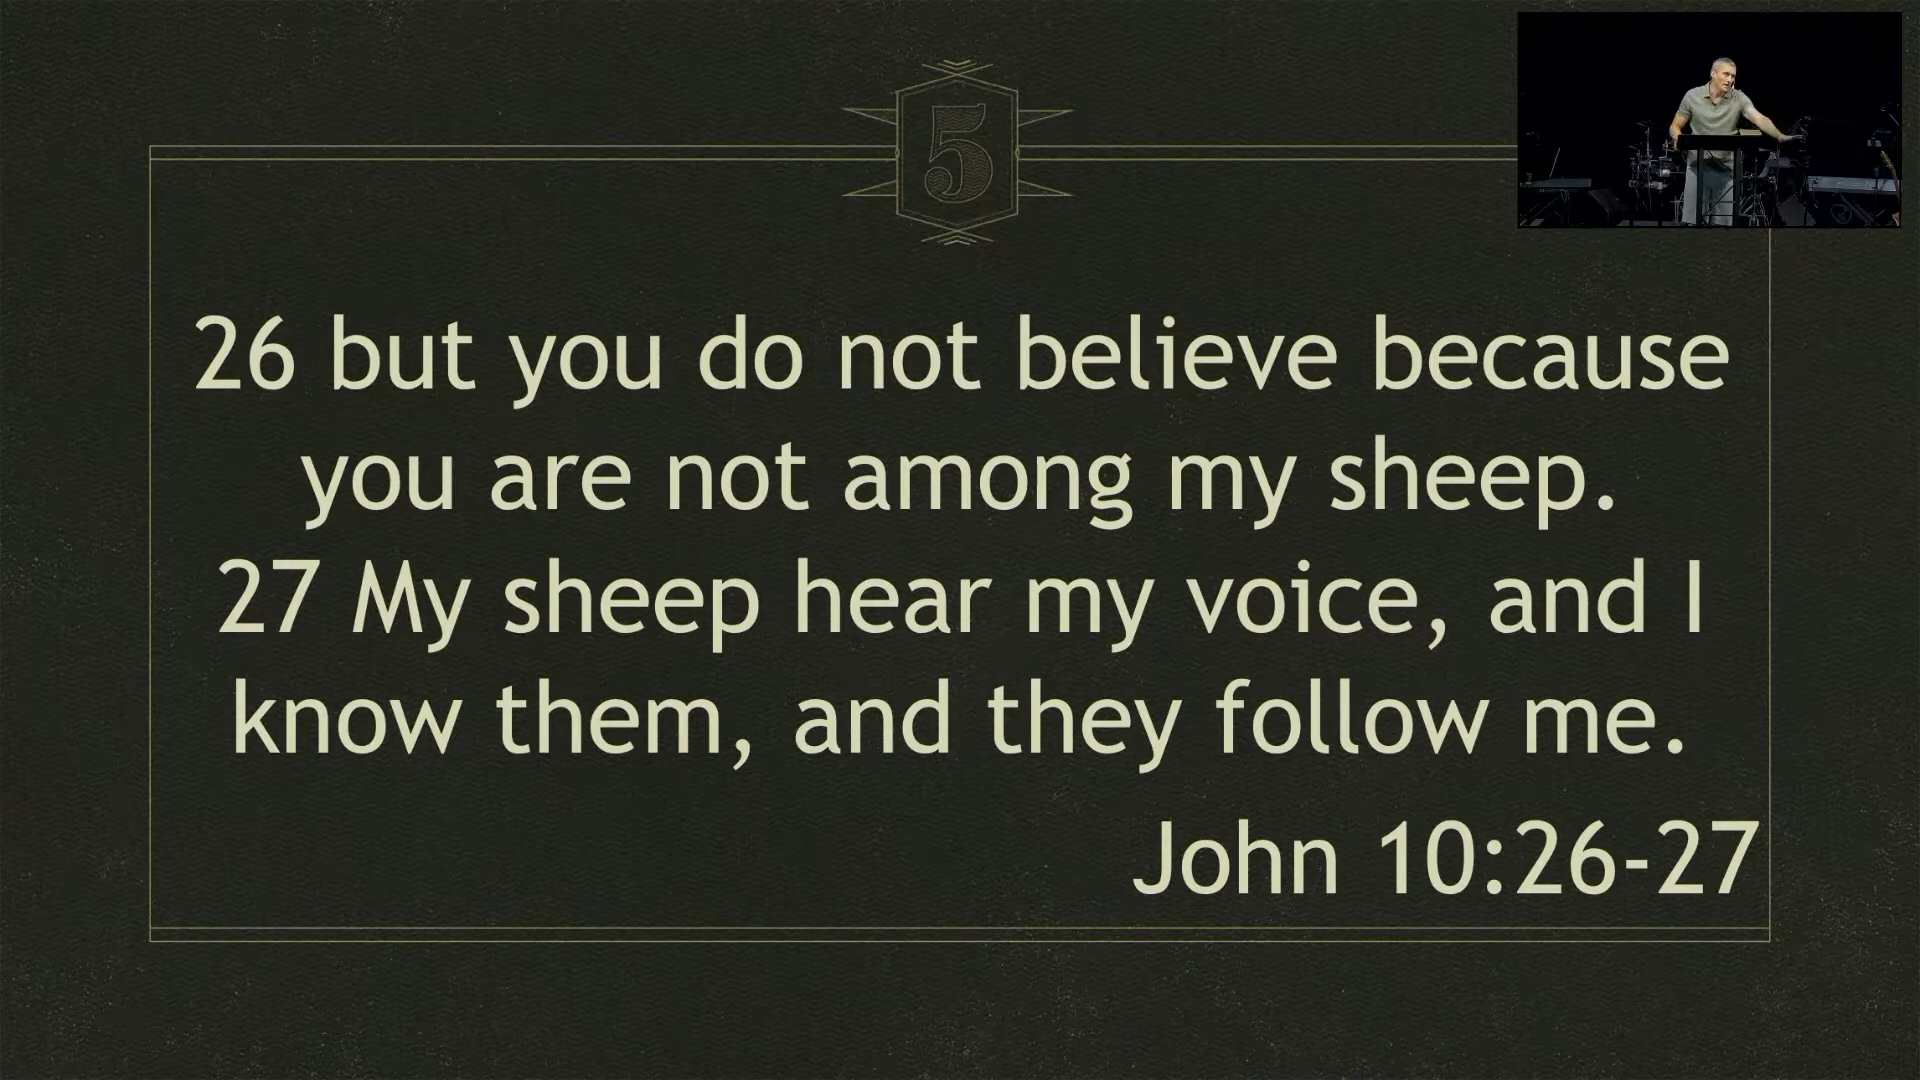 5
26 but you do not believe because
you are not among my sheep.
27 My sheep hear my voice, and I
know them, and they follow me.
John 10:26-27